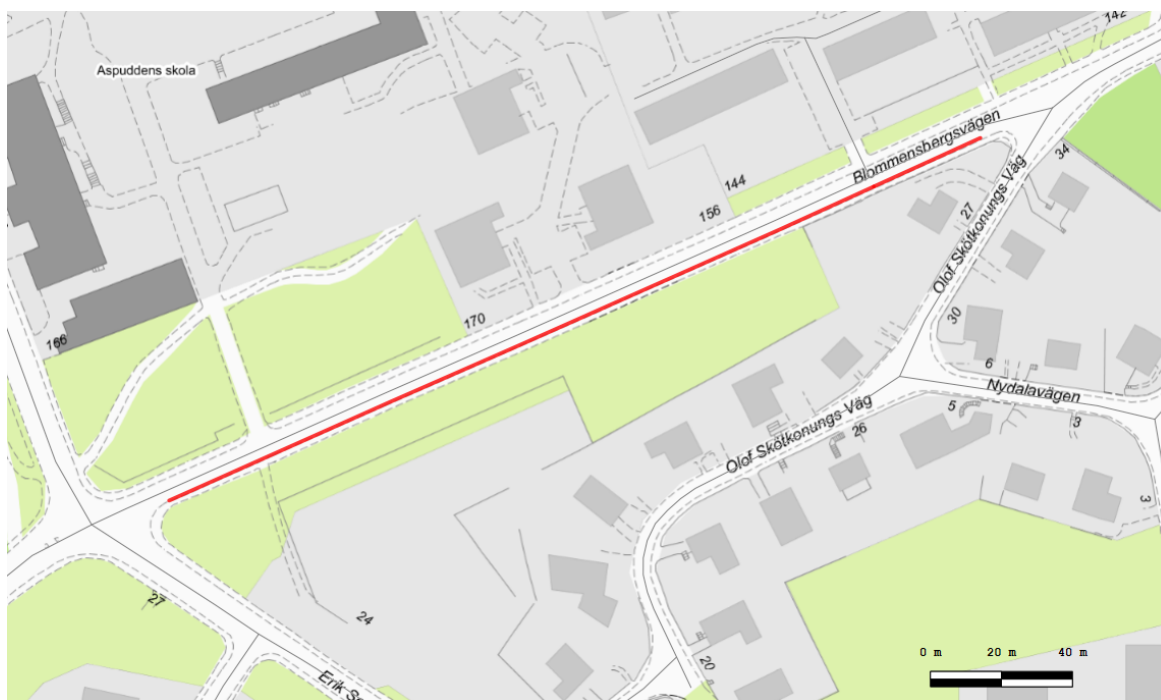 142
Aspuddens skola
Blommensbergsvägen
34
144
156
27
Olof Skötkonungs Väg
170
30
166
6
Nydalavägen
5
3
Olof Skötkonungs Väg
26
3
27
24
20
Erik
0 m 20 m 40 m